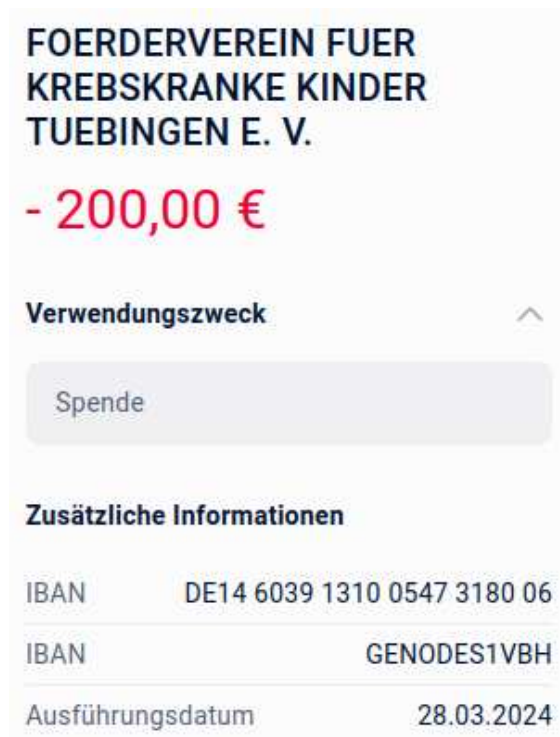 FOERDERVEREIN FUER
KREBSKRANKE KINDER
TUEBINGEN E. V.
- 200,00 €
Verwendungszweck
Spende
Zusätzliche Informationen
IBAN DE14 6039 1310 0547 3180 06
IBAN GENODES1VBH
Ausführungsdatum 28.03.2024